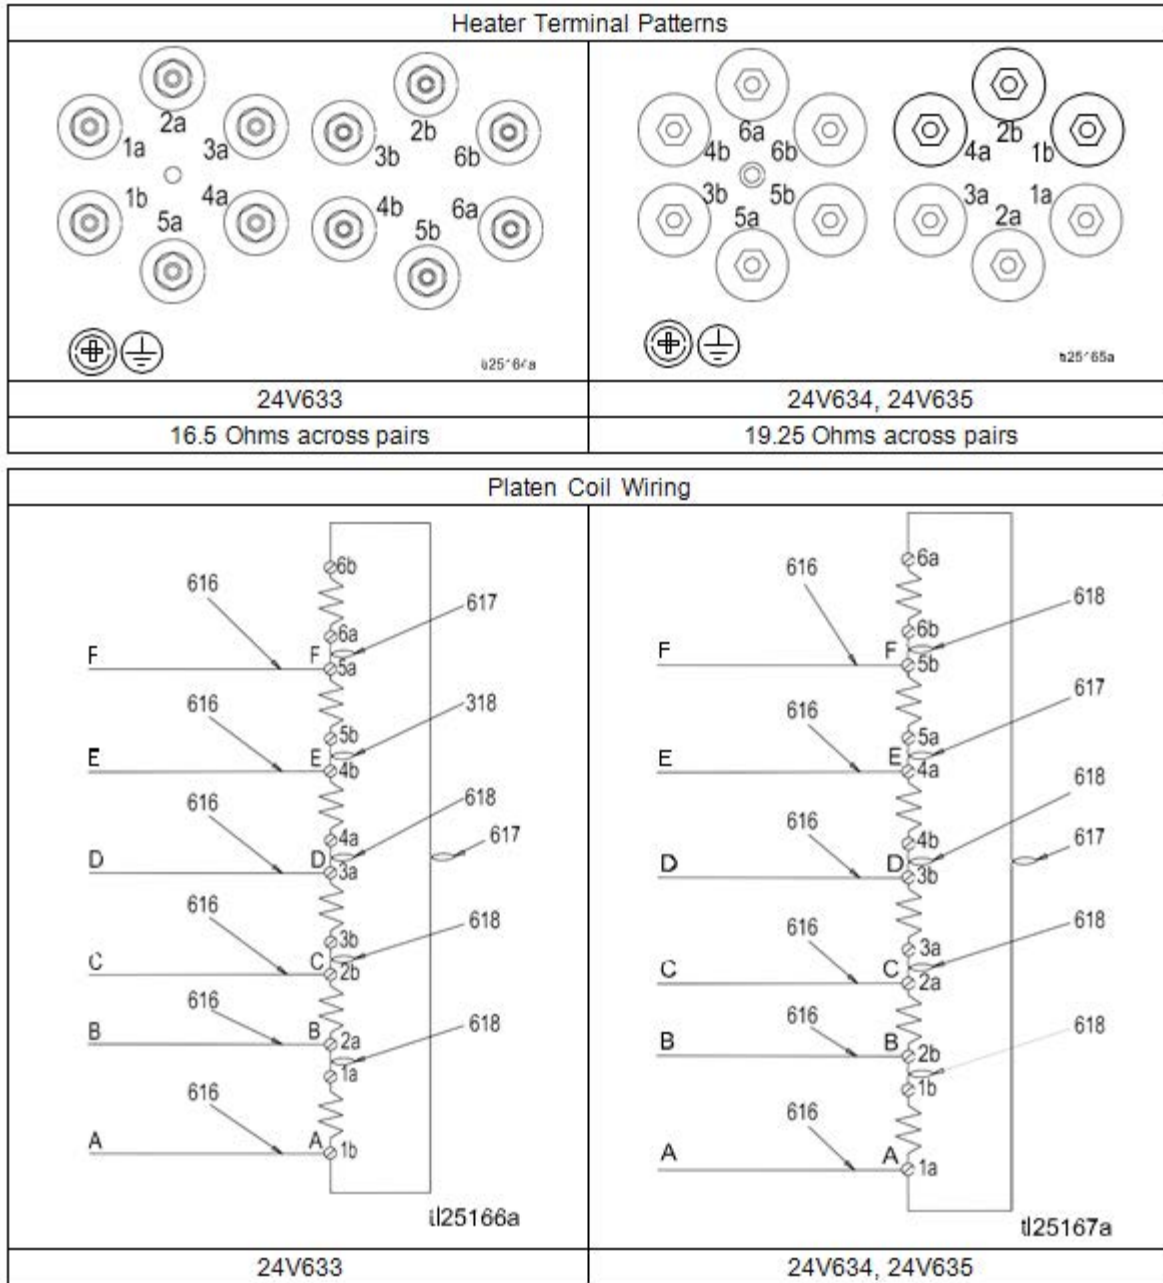 Heater Terminal Patterns
2a
1a 3a
1b 4a
5a
2b
3b 6b
4b 6a
5b
6a
4b 6b
3b 5b
5a
2b
4a 1b
3a 1a
2a
24V633
24V634, 24V635
16.5 Ohms across pairs
19.25 Ohms across pairs
Platen Coil Wiring
6b
616
617
6a
F F
5a
616
318
5b
E E
4b
616
618
617
4a
D D
3a
616
618
3b
C C
2b
616
618
B B
2a
1a
616
A A
1b
6a
616
618
6b
F F
5b
616
617
5a
E E
4a
616
618
4b
617
D D
3b
616
618
3a
C C
2a
616
618
B B
2b
1b
616
A A
1a
ti25167a
24V633
24V634, 24V635